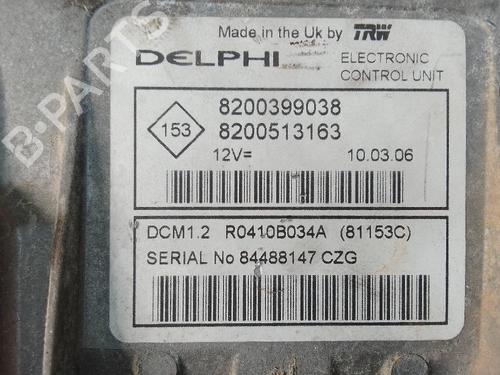 Made in the Uk by TRW
DELPHI ELECTRONIC
CONTROL UNIT
153
8200399038
8200513163
12V= 10.03.06
DCM1.2 R0410B034A (81153C)
SERIAL No 84488147 CZG
B-PARTS